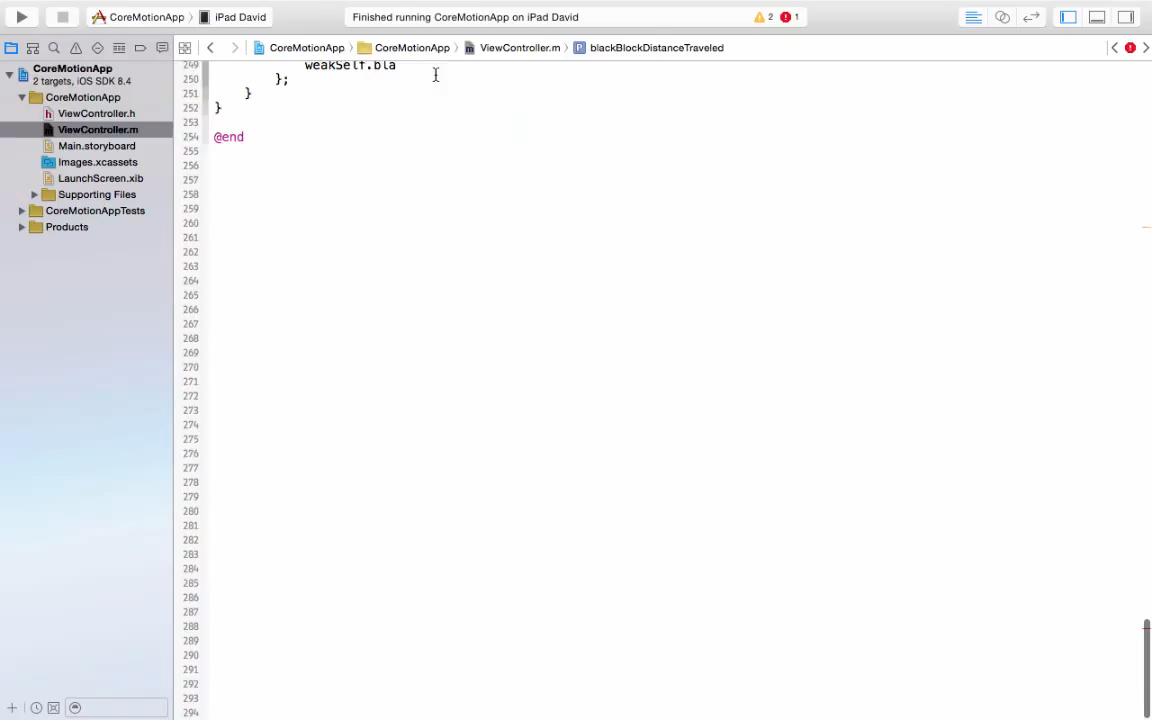 CoreMotionApp
iPad David
Finished running CoreMotionApp on iPad David
2
1
CoreMotionApp
CoreMotionApp
ViewController.m
P blackBlockDistanceTraveled
CoreMotionApp
2 targets, iOS SDK 8.4
CoreMotionApp
h ViewController.h
m ViewController.m
Main.storyboard
Images.xcassets
LaunchScreen.xib
Supporting Files
CoreMotionAppTests
Products
249 weakSelf.bla
250 };
251 }
252 }
253
254 @end
255
256
257
258
259
260
261
262
263
264
265
266
267
268
269
270
271
272
273
274
275
276
277
278
279
280
281
282
283
284
285
286
287
288
289
290
291
292
293
294